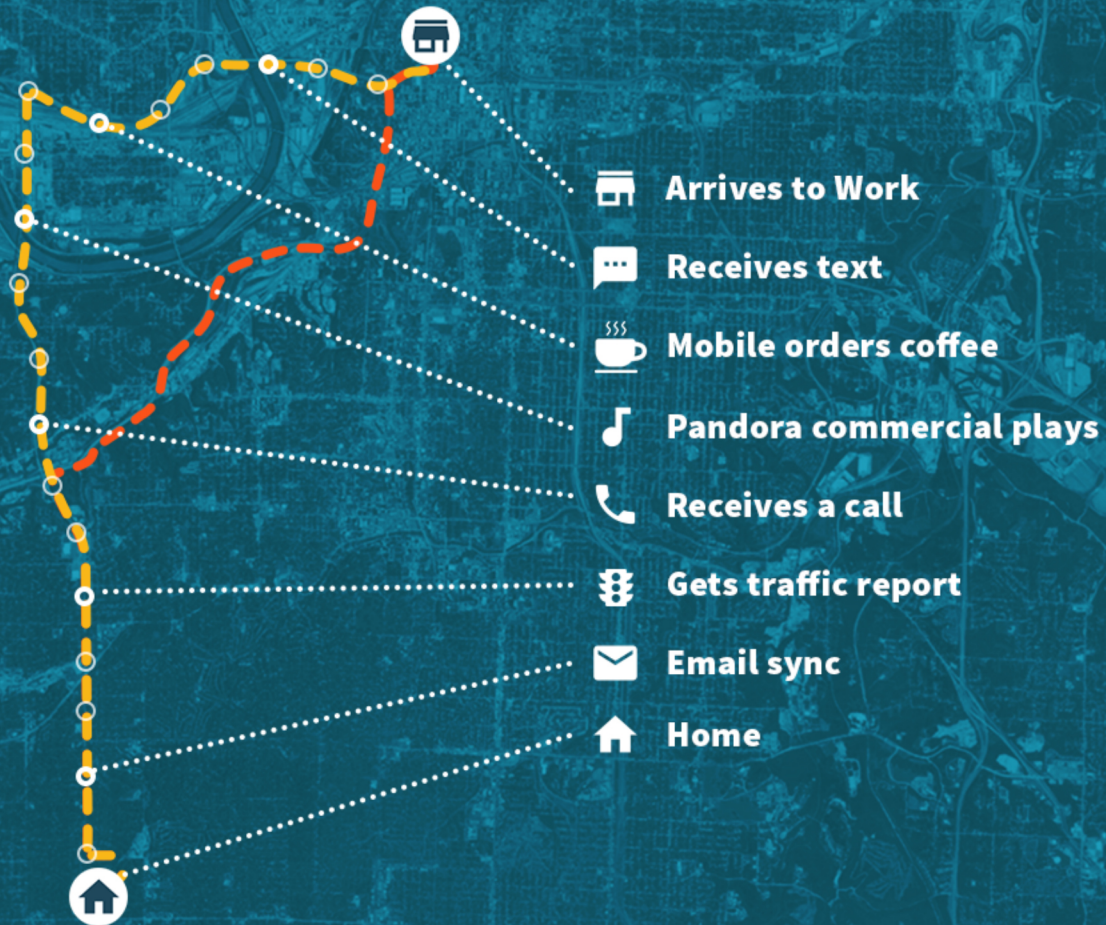 Arrives to Work
Receives text
Mobile orders coffee
Pandora commercial plays
Receives a call
Gets traffic report
Email sync
Home